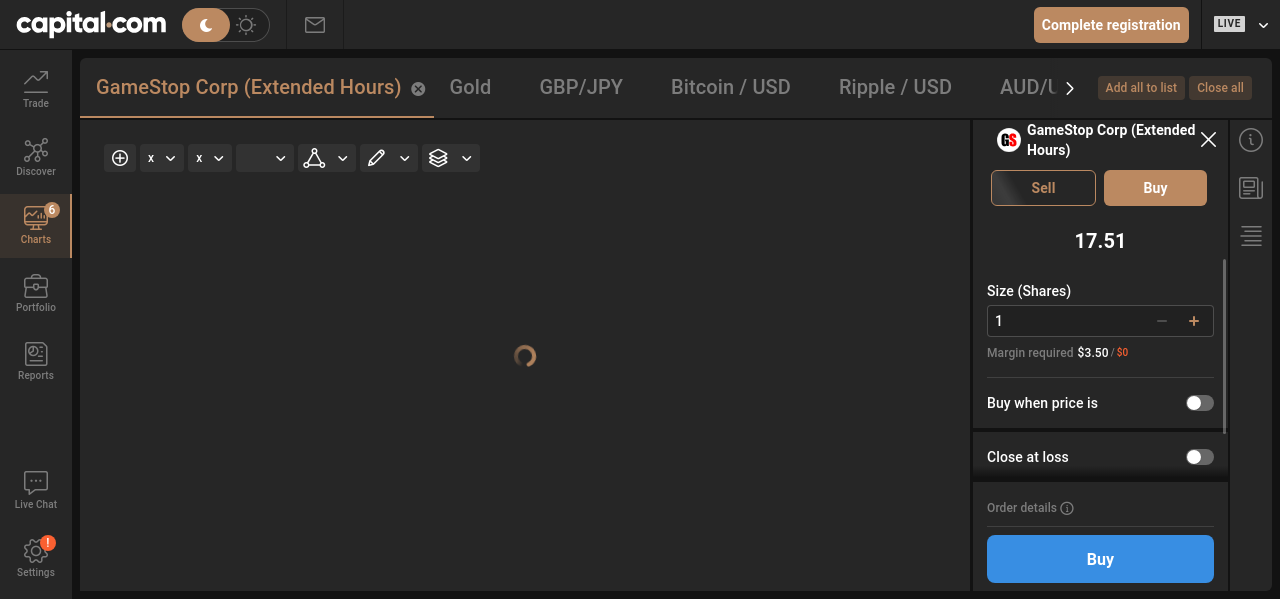 capital.com
Complete registration
LIVE
Trade
Discover
6
Charts
Portfolio
Reports
Live Chat
!
Settings
GameStop Corp (Extended Hours)
Gold
GBP/JPY
Bitcoin / USD
Ripple / USD
AUD/U
Add all to list
Close all
x
x
GS
GameStop Corp (Extended
Hours)
Sell
Buy
17.51
Size (Shares)
1
Margin required $3.50 / $0
Buy when price is
Close at loss
Order details
Buy